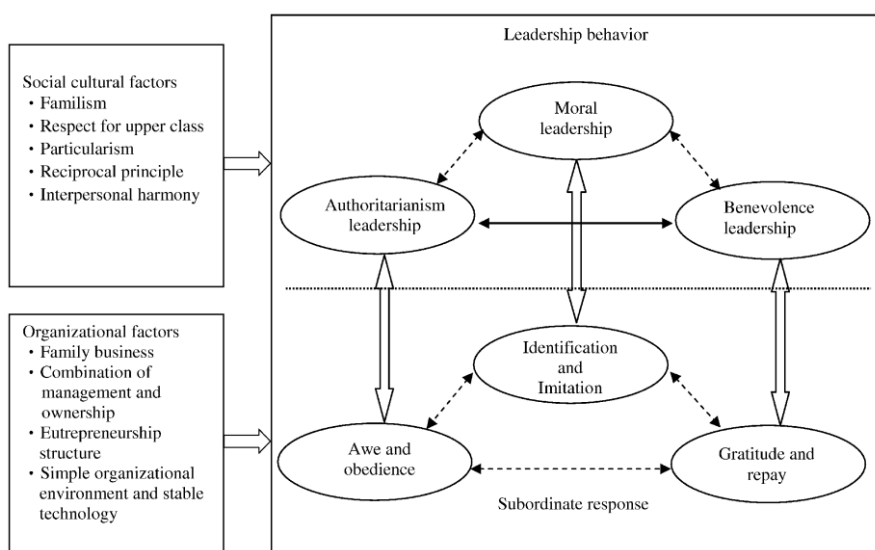 Social cultural factors
• Familism
• Respect for upper class
• Particularism
• Reciprocal principle
• Interpersonal harmony
Organizational factors
• Family business
• Combination of
management and
ownership
• Eutrepreneurship
structure
• Simple organizational
environment and stable
technology
Leadership behavior
Moral
leadership
Authoritarianism
leadership
Benevolence
leadership
Identification
and
Imitation
Awe and
obedience
Gratitude and
repay
Subordinate response